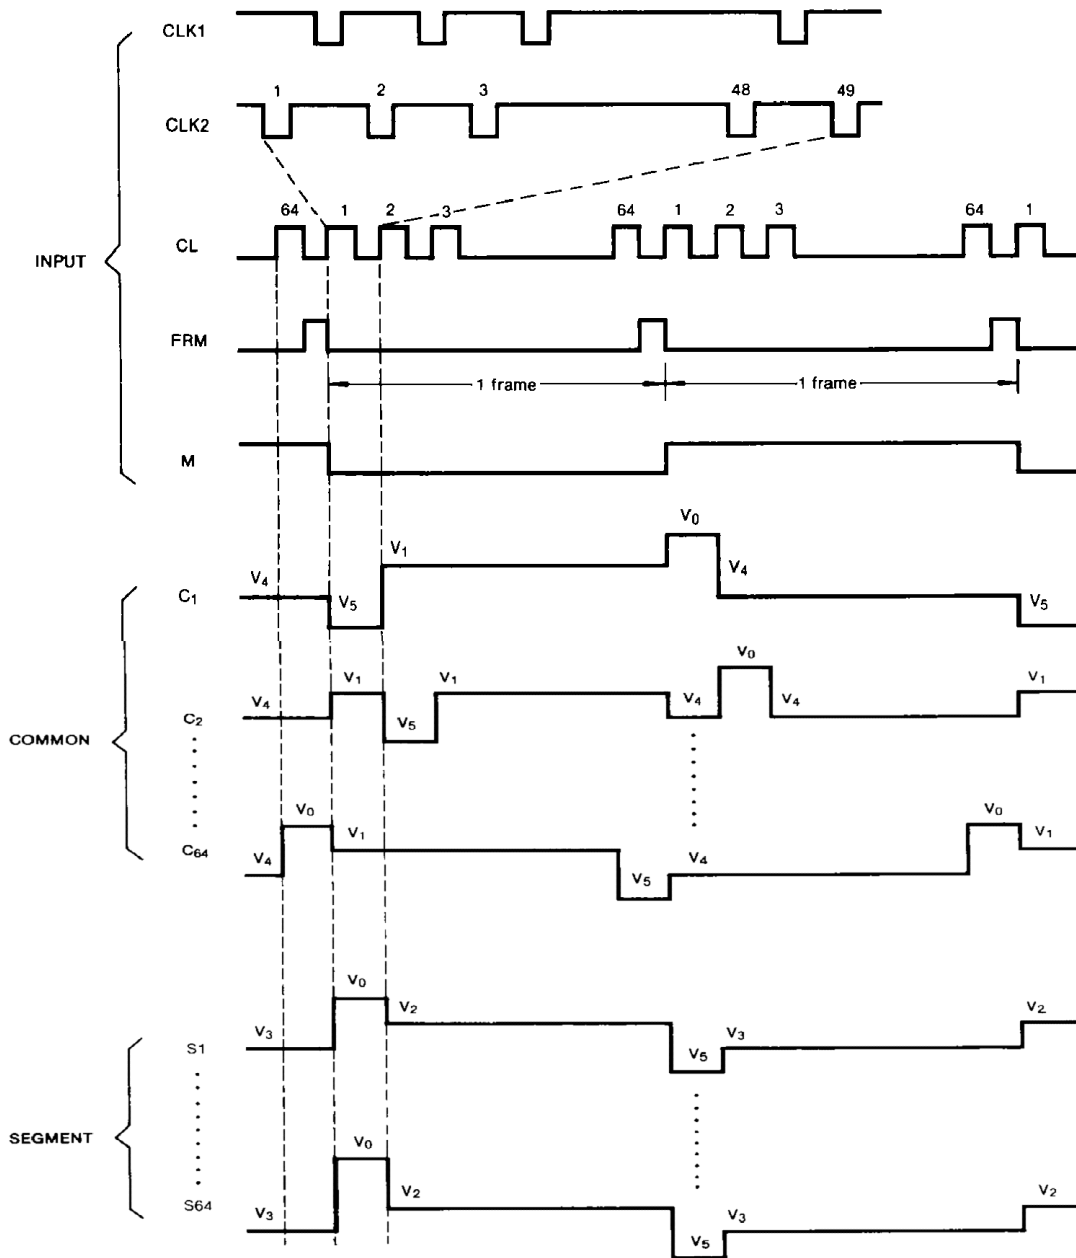 CLK1
1 2 3 48 49
CLK2
64 1 2 3 64 1 2 3 64 1
CL
INPUT
FRM
1 frame 1 frame
M
V0
V1
V4 V4
C1 V5 V5
V0
V1 V1 V1
V4 V4 V4
C2 V5
COMMON
V0 V0
V1 V1
C64 V4 V4
V5
V0
V2 V2
V3 V3
S1 V5
SEGMENT
V0
V2 V2
S64 V3 V3
V5